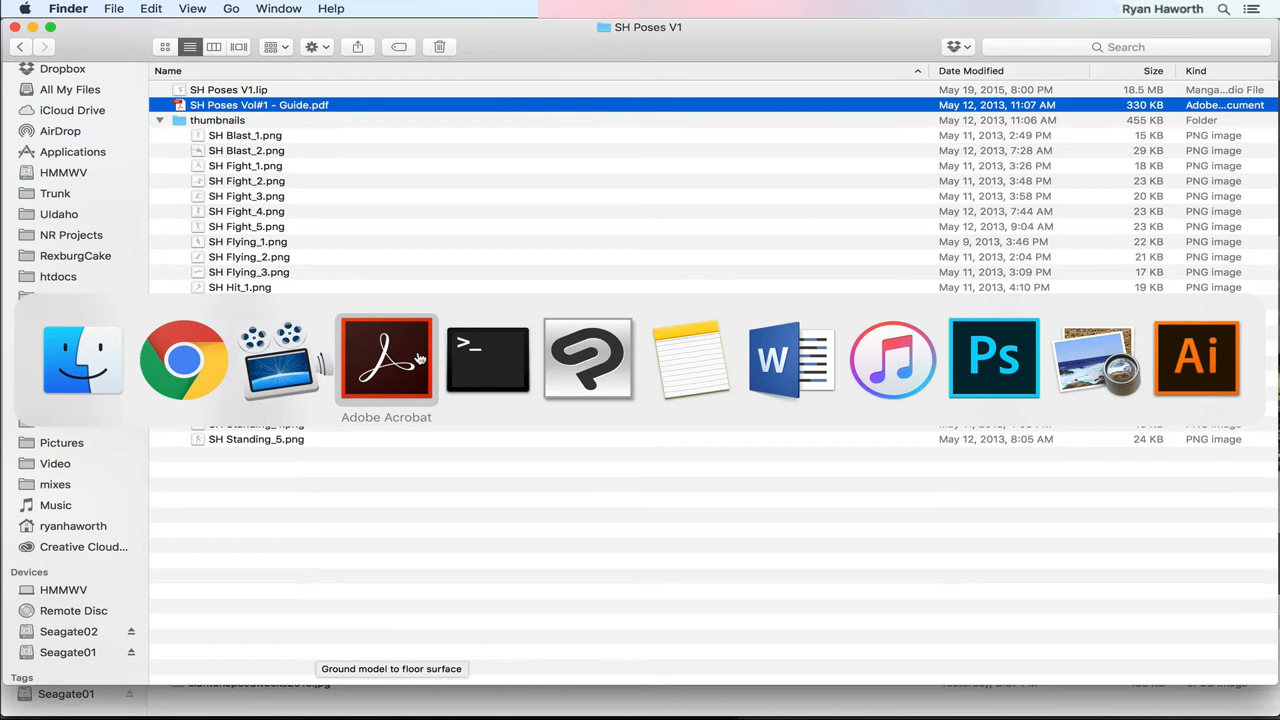 Finder File Edit View Go Window Help Ryan Haworth
SH Poses V1
Search
Dropbox
All My Files
iCloud Drive
AirDrop
Applications
HMMWV
Trunk
UIdaho
NR Projects
RexburgCake
htdocs
Pictures
Video
mixes
Music
ryanhaworth
Creative Cloud...
Devices
HMMWV
Remote Disc
Seagate02
Seagate01
Tags
Seagate01
Name Date Modified Size Kind
SH Poses V1.lip May 19, 2015, 8:00 PM 18.5 MB Manga...dio File
SH Poses Vol#1 - Guide.pdf May 12, 2013, 11:07 AM 330 KB Adobe...cument
thumbnails May 12, 2013, 11:06 AM 455 KB Folder
SH Blast_1.png May 11, 2013, 2:49 PM 15 KB PNG image
SH Blast_2.png May 12, 2013, 7:28 AM 29 KB PNG image
SH Fight_1.png May 11, 2013, 3:26 PM 18 KB PNG image
SH Fight_2.png May 11, 2013, 3:48 PM 23 KB PNG image
SH Fight_3.png May 11, 2013, 3:58 PM 20 KB PNG image
SH Fight_4.png May 12, 2013, 7:44 AM 23 KB PNG image
SH Fight_5.png May 12, 2013, 9:04 AM 23 KB PNG image
SH Flying_1.png May 9, 2013, 3:46 PM 22 KB PNG image
SH Flying_2.png May 11, 2013, 2:04 PM 21 KB PNG image
SH Flying_3.png May 11, 2013, 3:09 PM 17 KB PNG image
SH Hit_1.png May 11, 2013, 4:10 PM 19 KB PNG image
>_ W Ps Ai
Adobe Acrobat
SH Standing_5.png May 12, 2013, 8:05 AM 24 KB PNG image
Ground model to floor surface